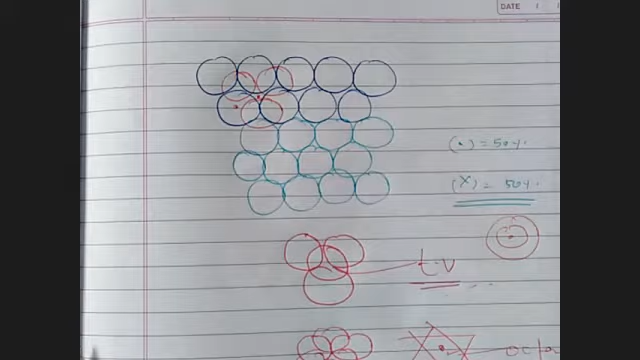 DATE / /
(•) = 50%.
(X) = 50%.
t.v
octa